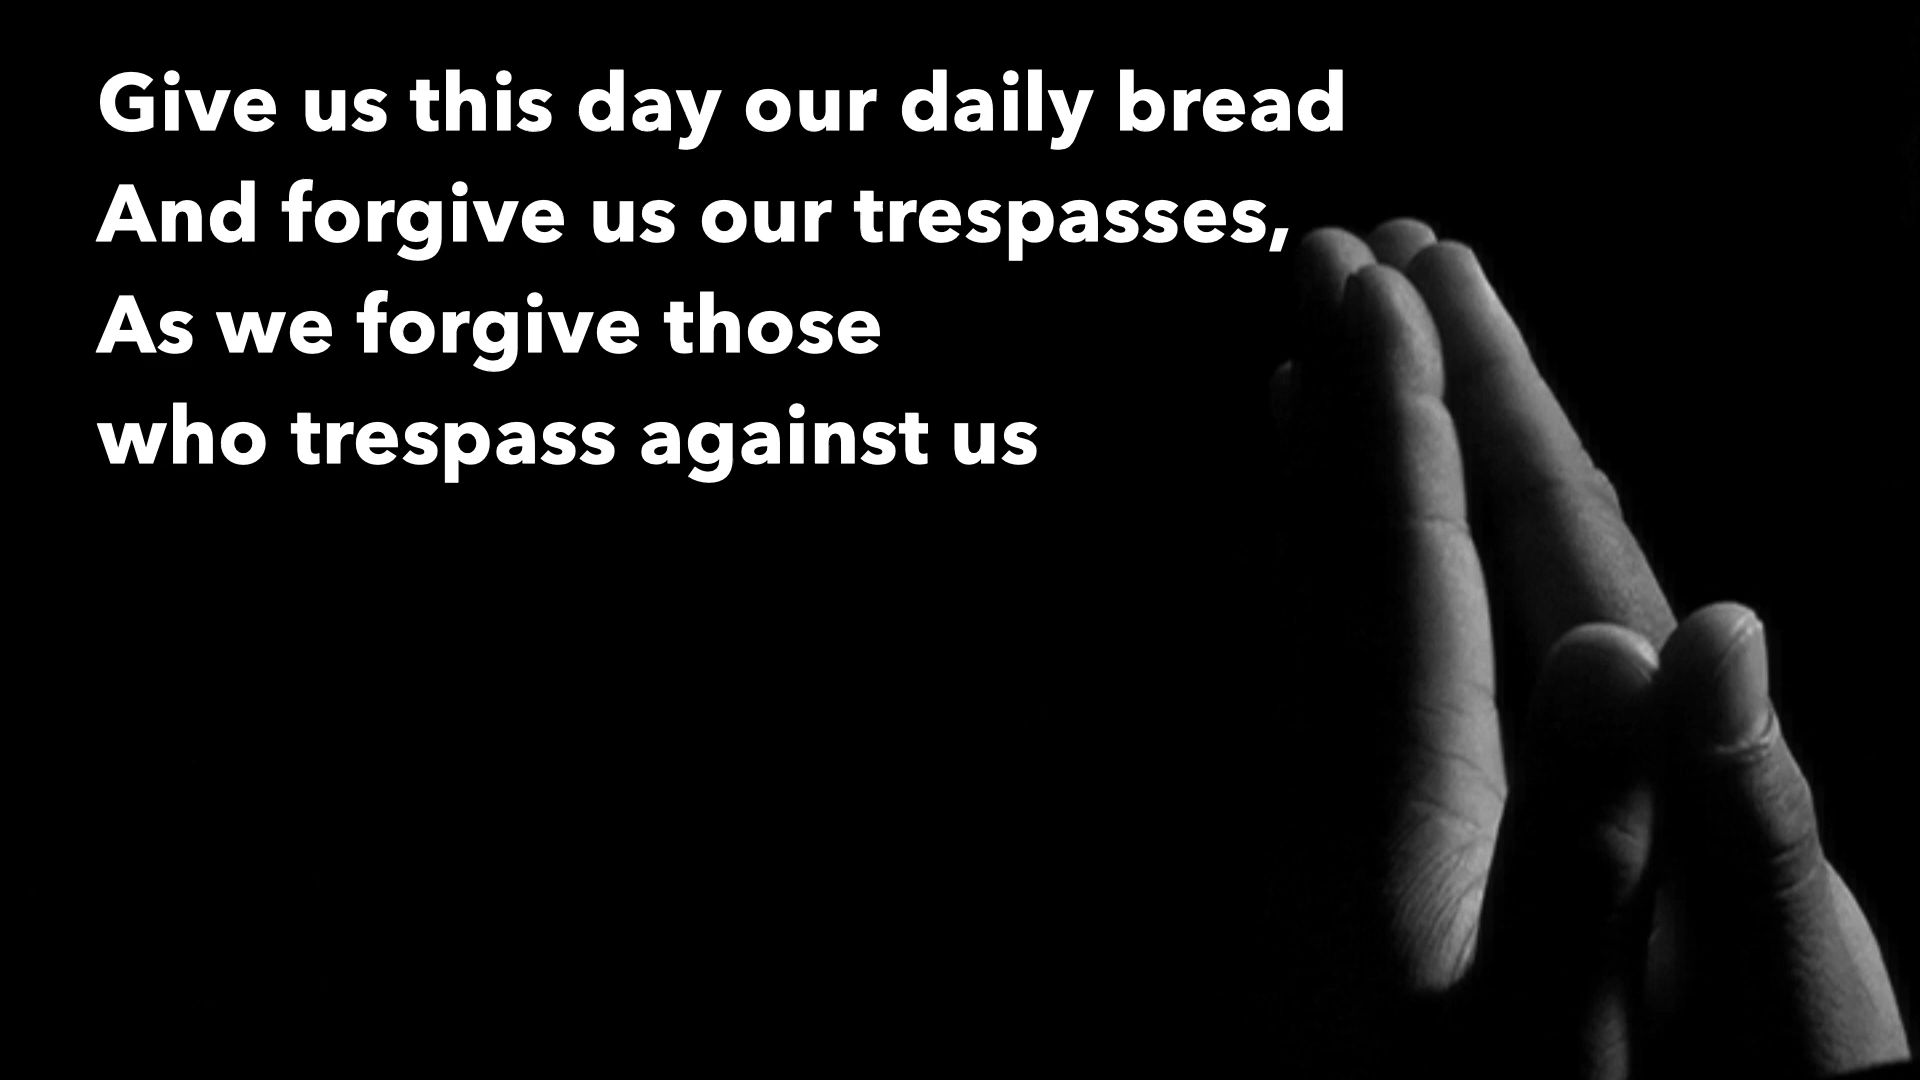 Give us this day our daily bread
And forgive us our trespasses,
As we forgive those
who trespass against us